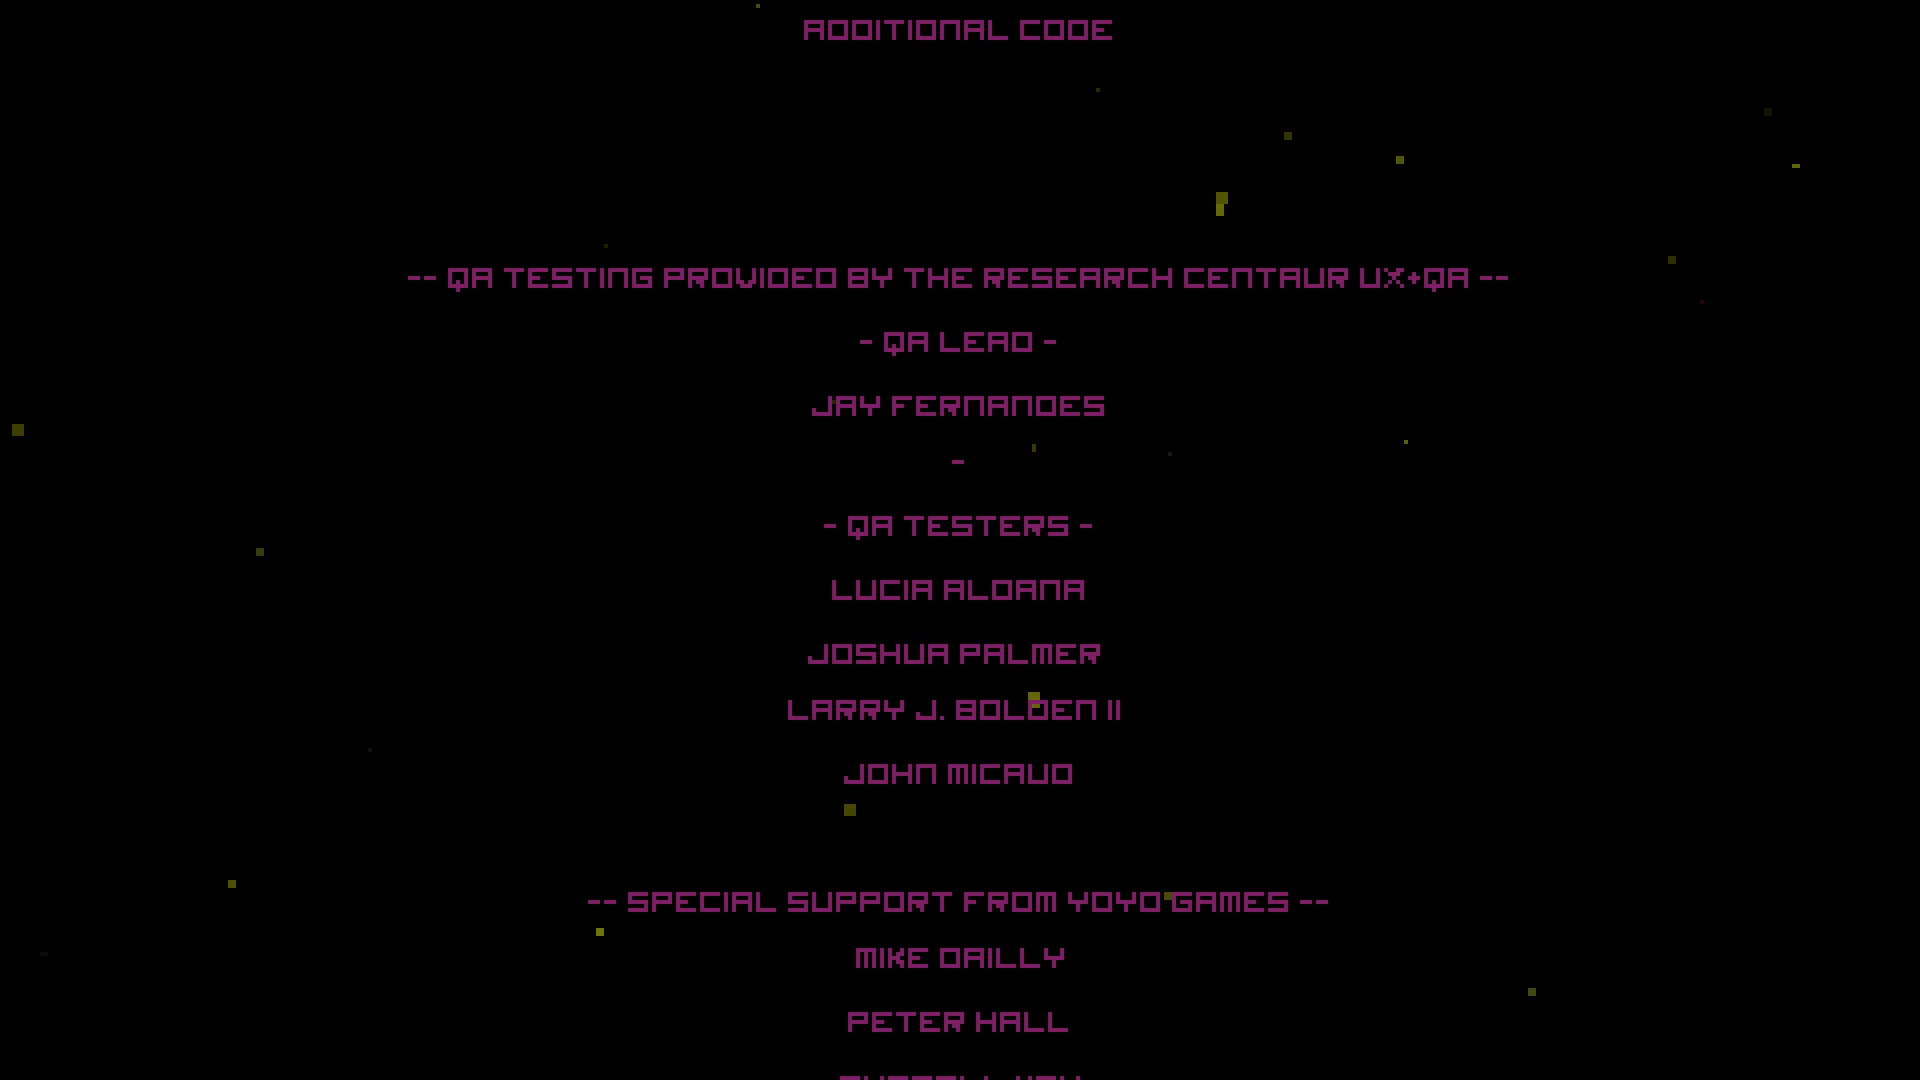 ADDITIONAL CODE
-- QA TESTING PROVIDED BY THE RESEARCH CENTAUR UX+QA --
- QA LEAD -
JAY FERNANDES
-
- QA TESTERS -
LUCIA ALDANA
JOSHUA PALMER
LARRY J. BOLDEN II
JOHN MICAUD
-- SPECIAL SUPPORT FROM YOYO GAMES --
MIKE DAILLY
PETER HALL